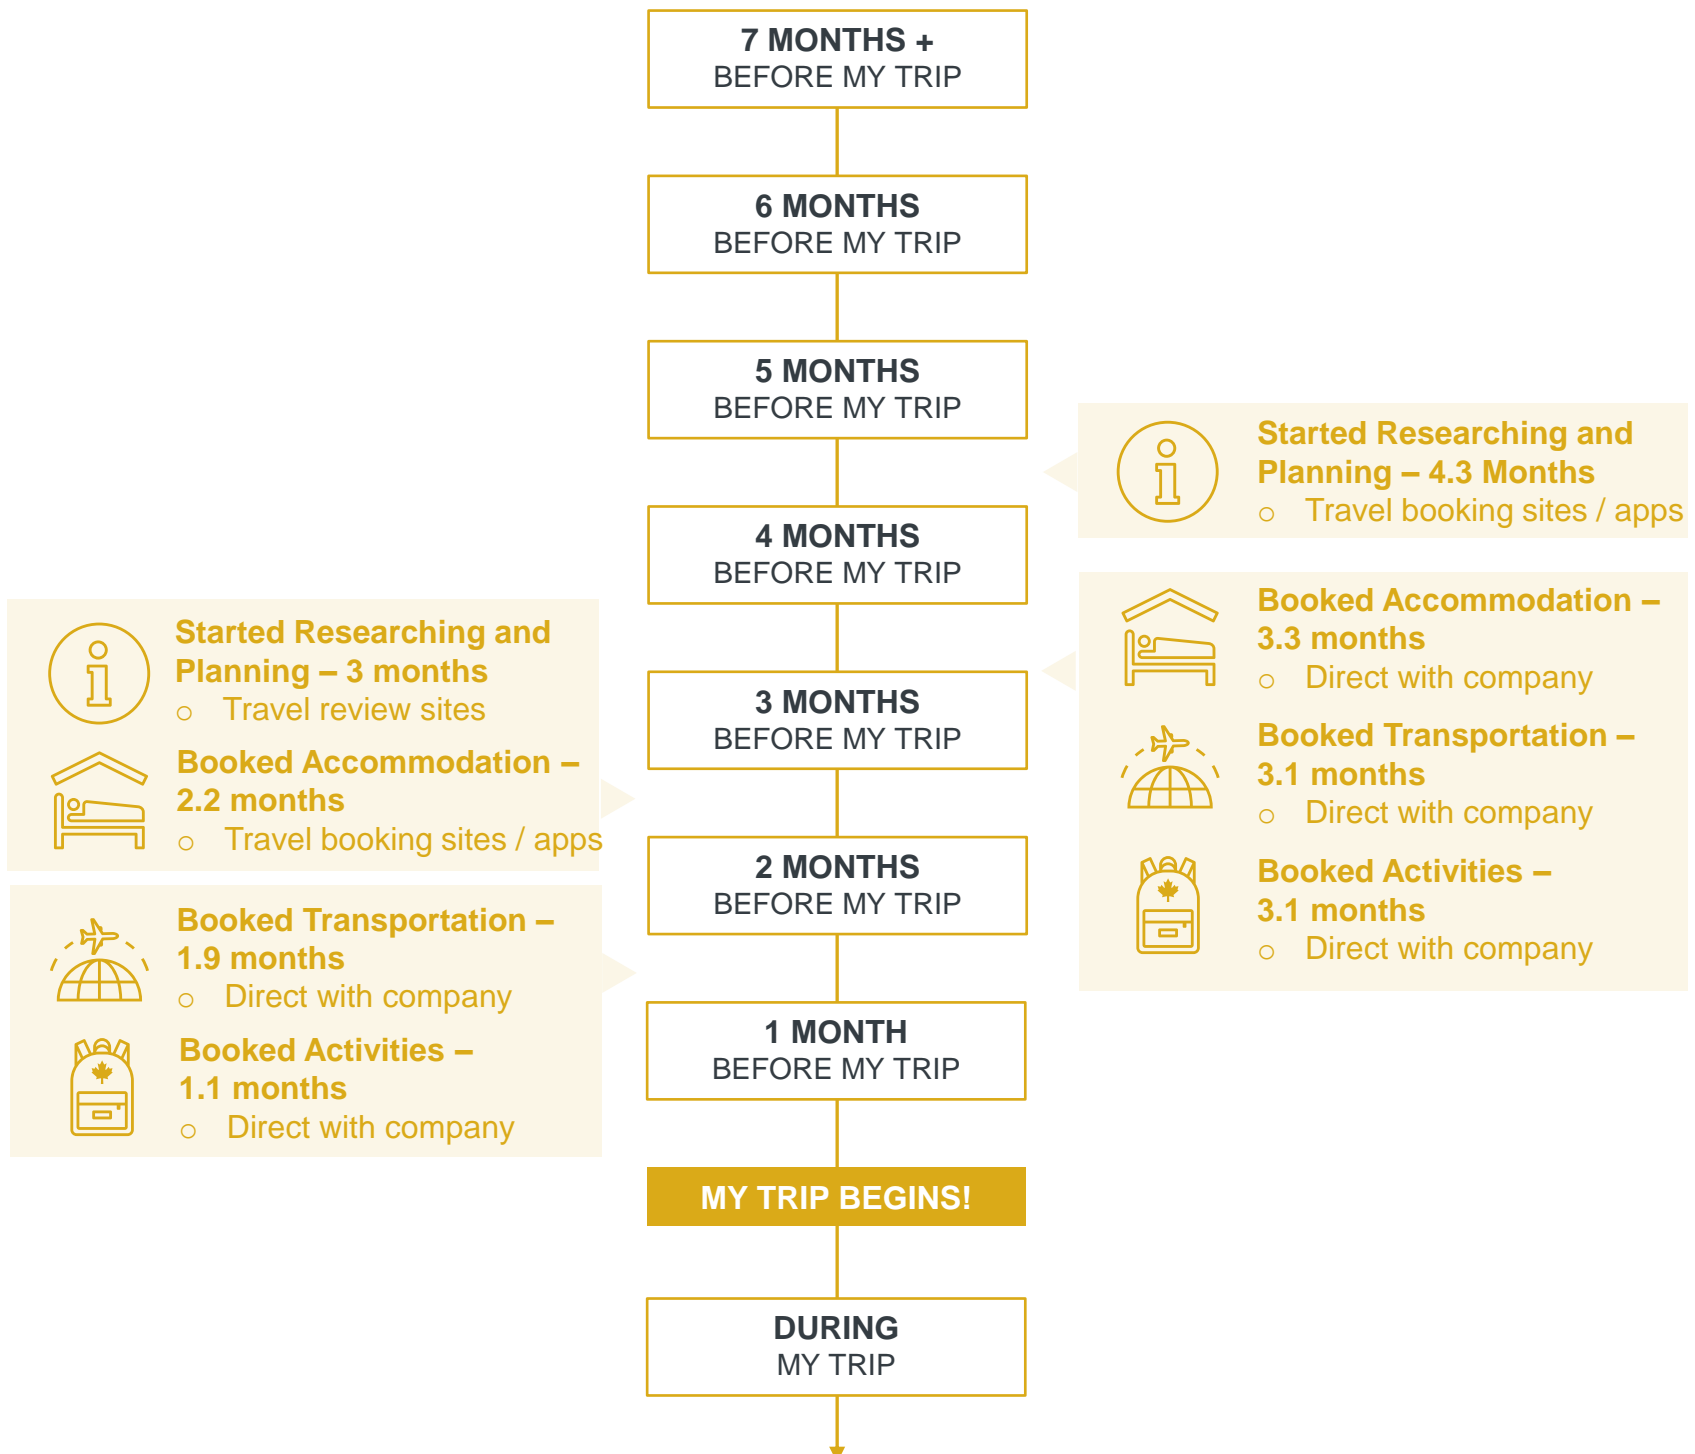 7 MONTHS +
BEFORE MY TRIP
6 MONTHS
BEFORE MY TRIP
5 MONTHS
BEFORE MY TRIP
4 MONTHS
BEFORE MY TRIP
3 MONTHS
BEFORE MY TRIP
2 MONTHS
BEFORE MY TRIP
1 MONTH
BEFORE MY TRIP
MY TRIP BEGINS!
DURING
MY TRIP
Started Researching and
Planning – 3 months
○ Travel review sites
Booked Accommodation –
2.2 months
○ Travel booking sites / apps
Booked Transportation –
1.9 months
○ Direct with company
Booked Activities –
1.1 months
○ Direct with company
Started Researching and
Planning – 4.3 Months
○ Travel booking sites / apps
Booked Accommodation –
3.3 months
○ Direct with company
Booked Transportation –
3.1 months
○ Direct with company
Booked Activities –
3.1 months
○ Direct with company